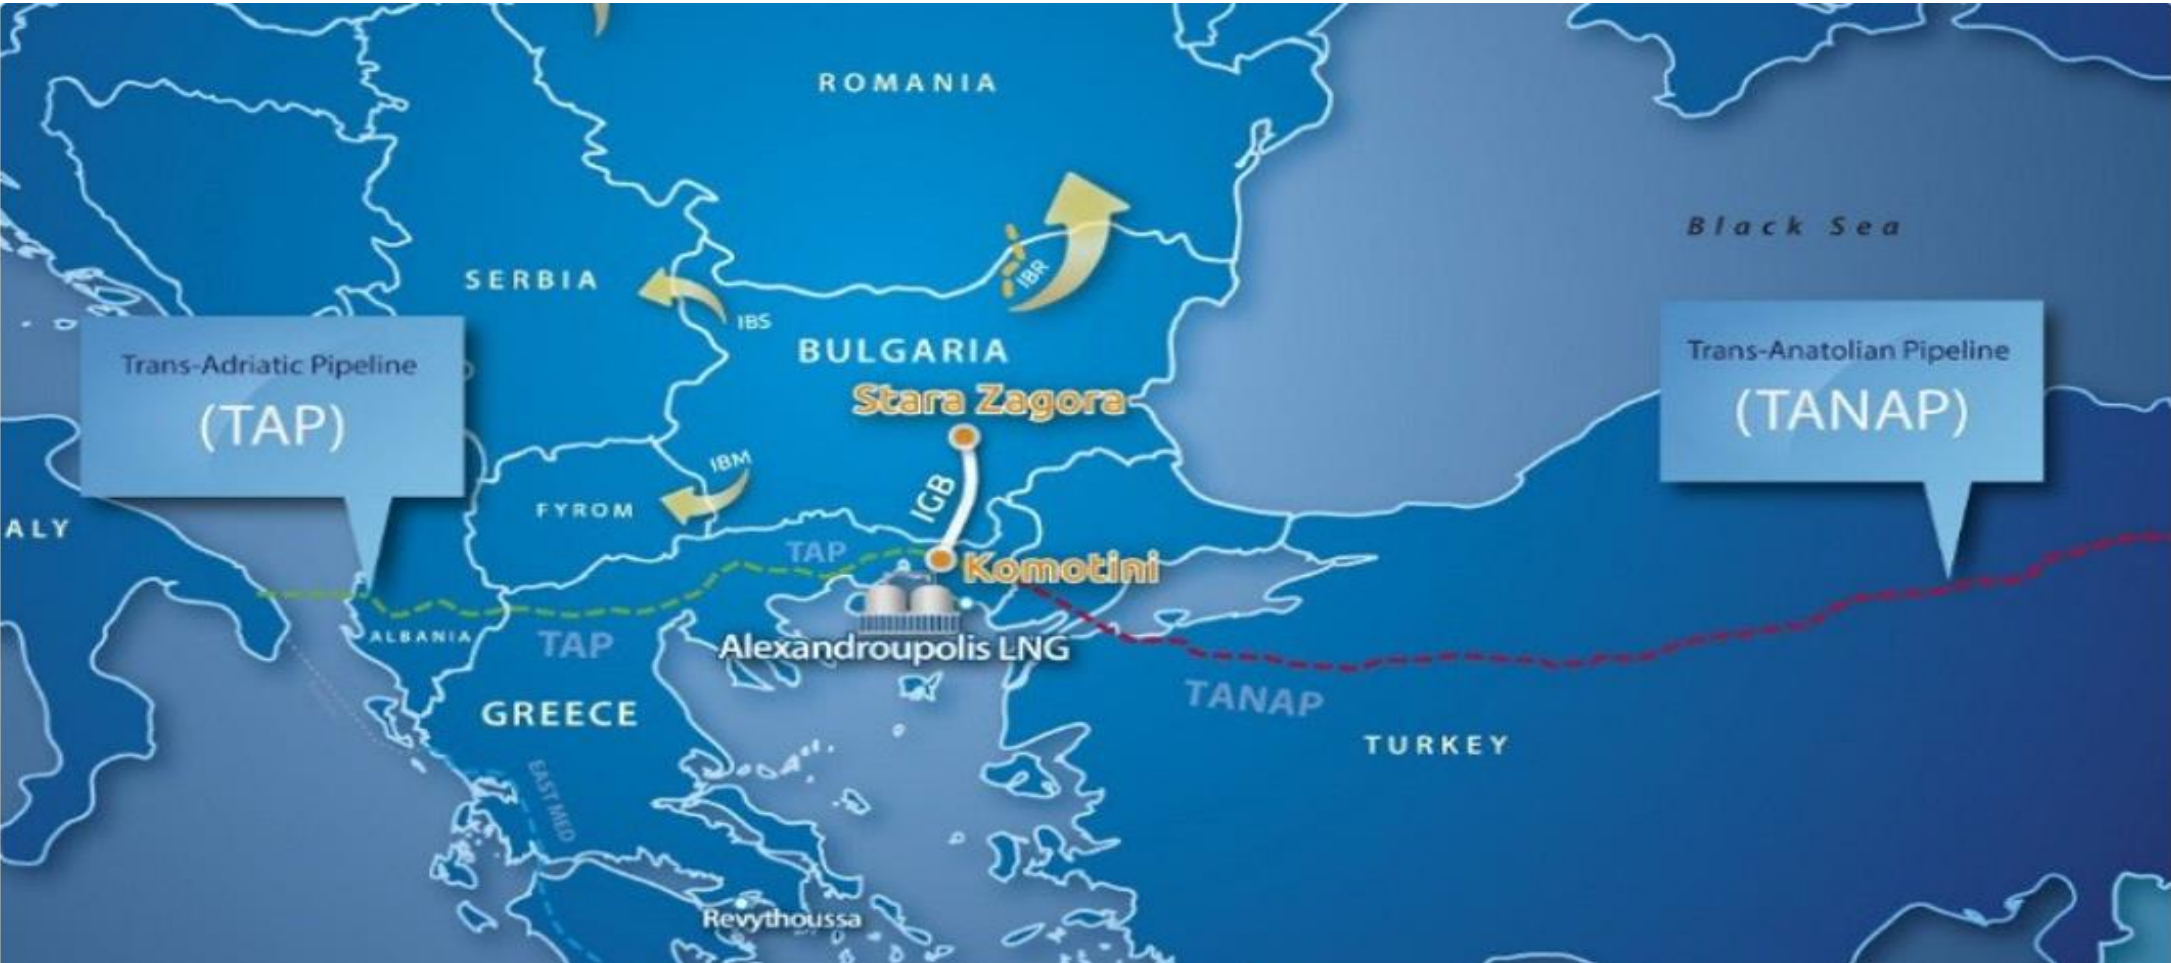 ROMANIA
Black Sea
SERBIA
IBR
IBS
Trans-Adriatic Pipeline
(TAP)
BULGARIA
Trans-Anatolian Pipeline
(TANAP)
Stara Zagora
IBM
IGB
FYROM
ALY
TAP
Komotini
ALBANIA
TAP
Alexandroupolis LNG
TANAP
GREECE
TURKEY
EAST MED
Revythoussa